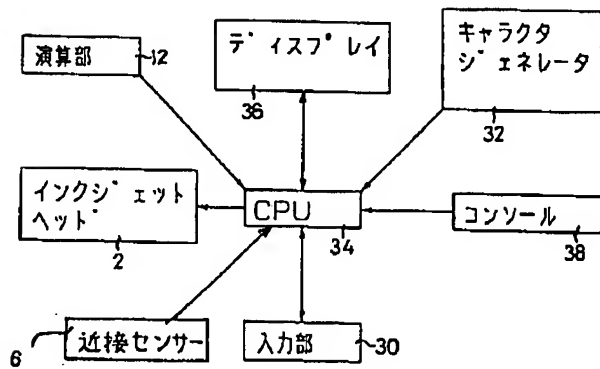 演算部
12
ディスプレイ
36
キャラクタ
ジェネレータ
32
インクジェット
ヘッド
2
CPU
34
コンソール
38
6
近接センサー
入力部
30